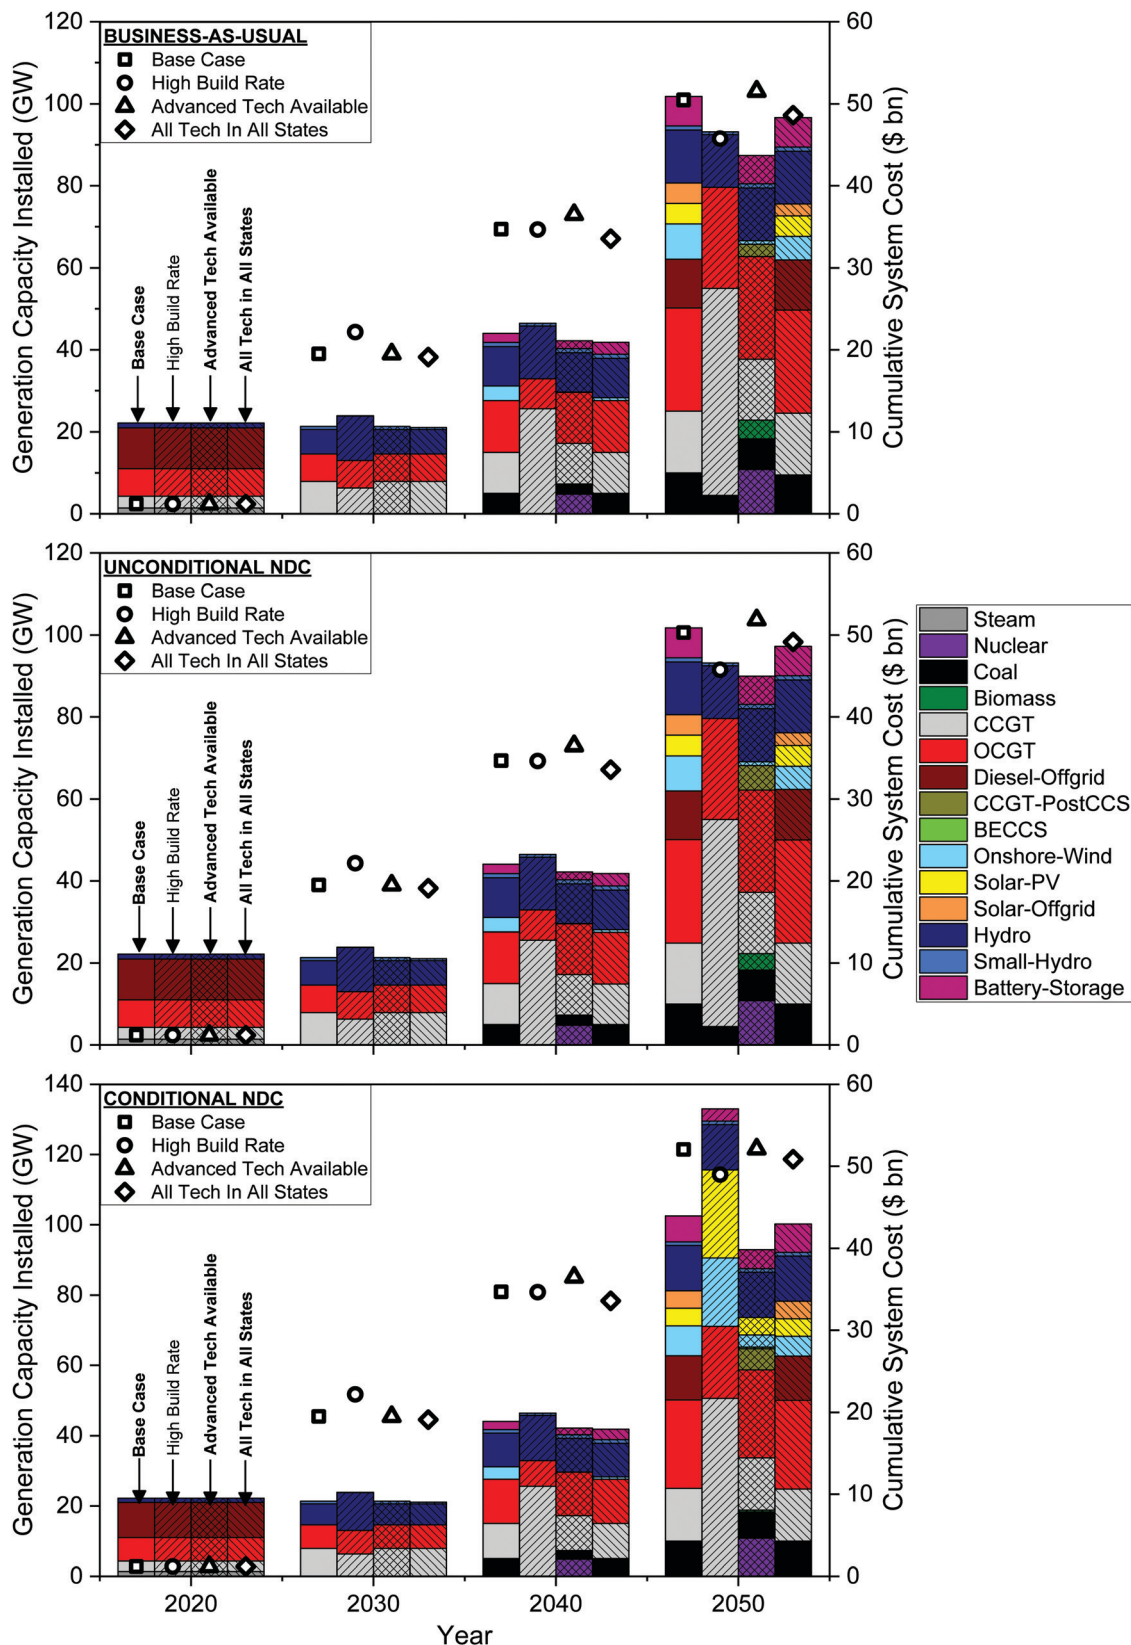 BUSINESS-AS-USUAL
Base Case
High Build Rate
Advanced Tech Available
All Tech In All States
Generation Capacity Installed (GW)
120
100
80
60
40
20
0
Base Case
High Build Rate
Advanced Tech Available
All Tech in All States
60
50
40
30
20
10
0
Cumulative System Cost ($ bn)
UNCONDITIONAL NDC
Base Case
High Build Rate
Advanced Tech Available
All Tech In All States
Generation Capacity Installed (GW)
120
100
80
60
40
20
0
Base Case
High Build Rate
Advanced Tech Available
All Tech in All States
60
50
40
30
20
10
0
Cumulative System Cost ($ bn)
Steam
Nuclear
Coal
Biomass
CCGT
OCGT
Diesel-Offgrid
CCGT-PostCCS
BECCS
Onshore-Wind
Solar-PV
Solar-Offgrid
Hydro
Small-Hydro
Battery-Storage
CONDITIONAL NDC
Base Case
High Build Rate
Advanced Tech Available
All Tech In All States
Generation Capacity Installed (GW)
140
120
100
80
60
40
20
0
Base Case
High Build Rate
Advanced Tech Available
All Tech in All States
60
50
40
30
20
10
0
Cumulative System Cost ($ bn)
2020
2030
2040
2050
Year